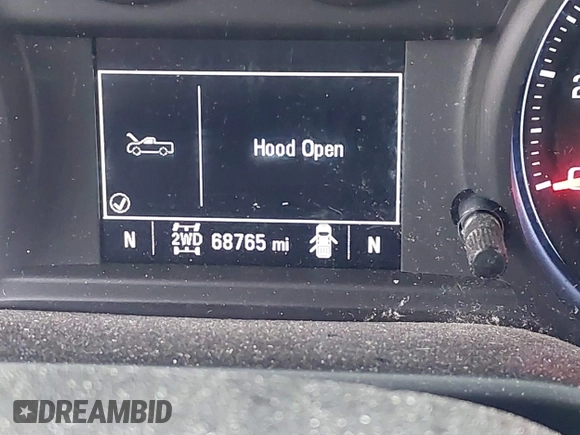 Hood Open
N 2WD 68765 mi N
DREAMBID